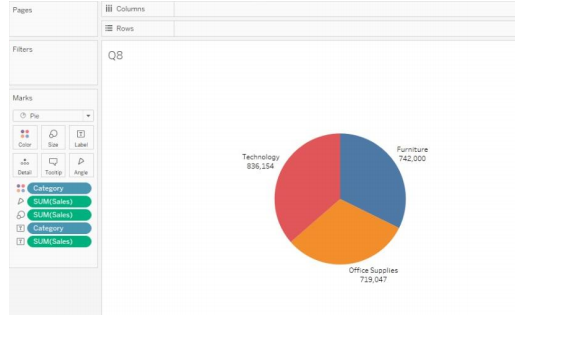 Pages
Columns
Rows
Filters
Q8
Marks
Pie
Color
Size
Label
Detail
Tooltip
Angle
Category
SUM(Sales)
SUM(Sales)
Category
SUM(Sales)
Technology
836,154
Furniture
742,000
Office Supplies
719,047